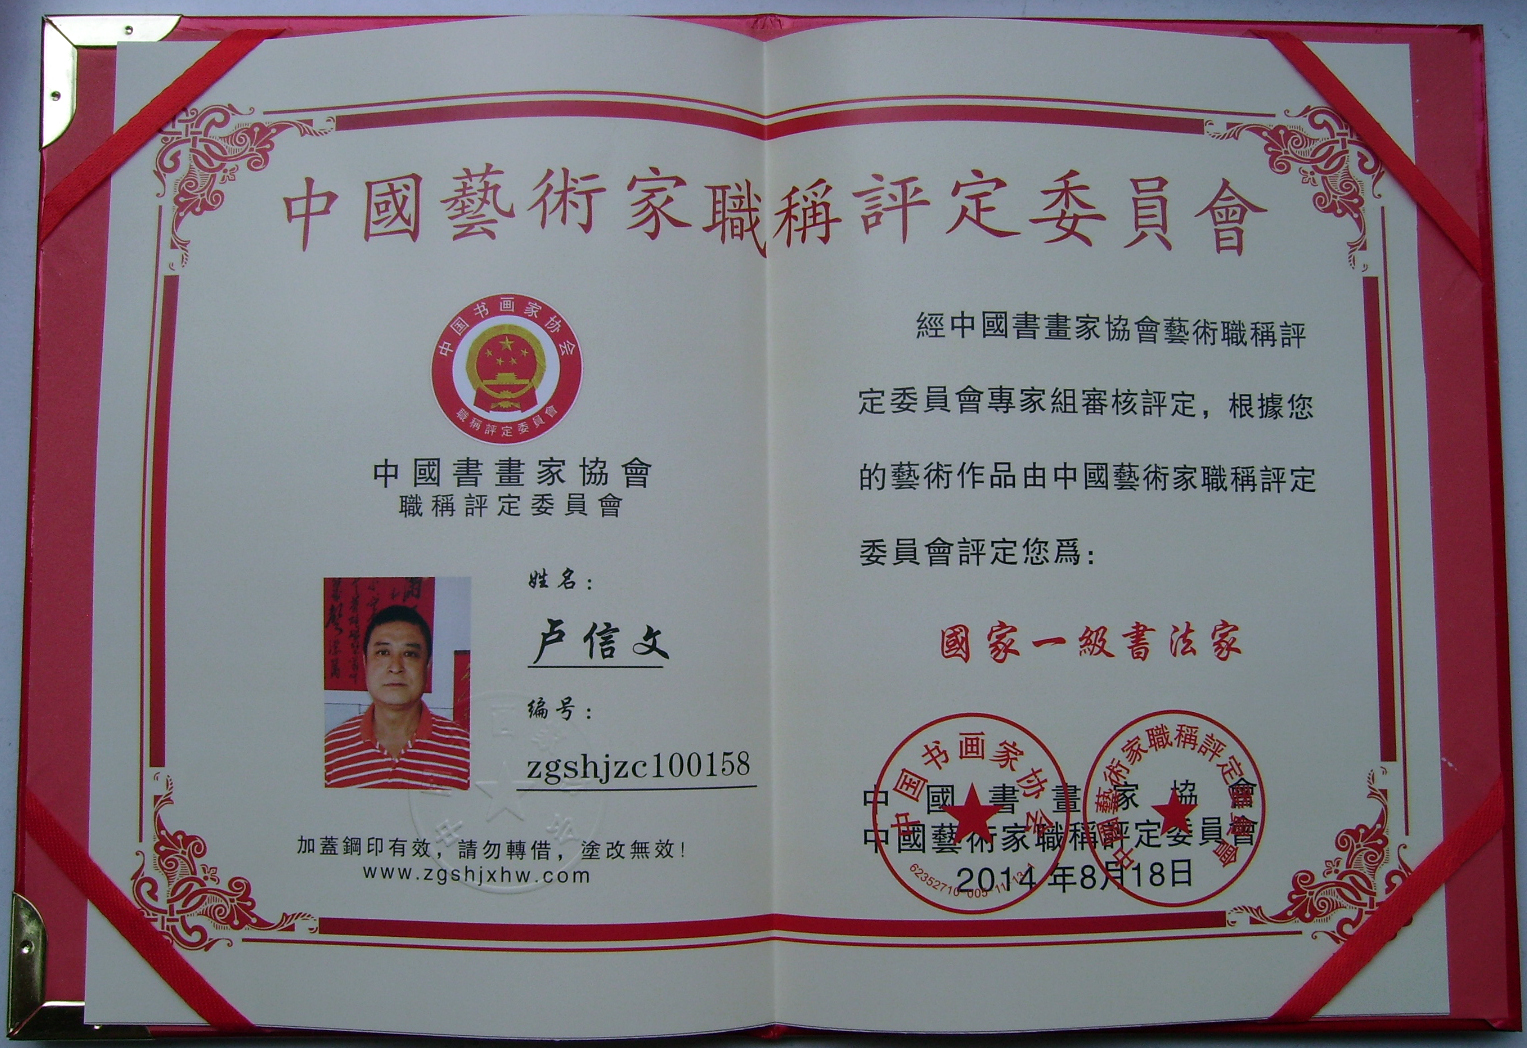 中國藝術家職稱評定委員會
中国书画家协会
職稱評定委員會
中國書畫家協會
職稱評定委員會
姓名：
卢信文
编号：
zgshjzc100158
加蓋鋼印有效，請勿轉借，塗改無效！
www.zgshjxhw.com
經中國書畫家協會藝術職稱評
定委員會專家組審核評定，根據您
的藝術作品由中國藝術家職稱評定
委員會評定您爲：
國家一級書法家
中国书画家协会
中國藝術家職稱評定委員會
中國書畫家協會
中國藝術家職稱評定委員會
2014年8月18日